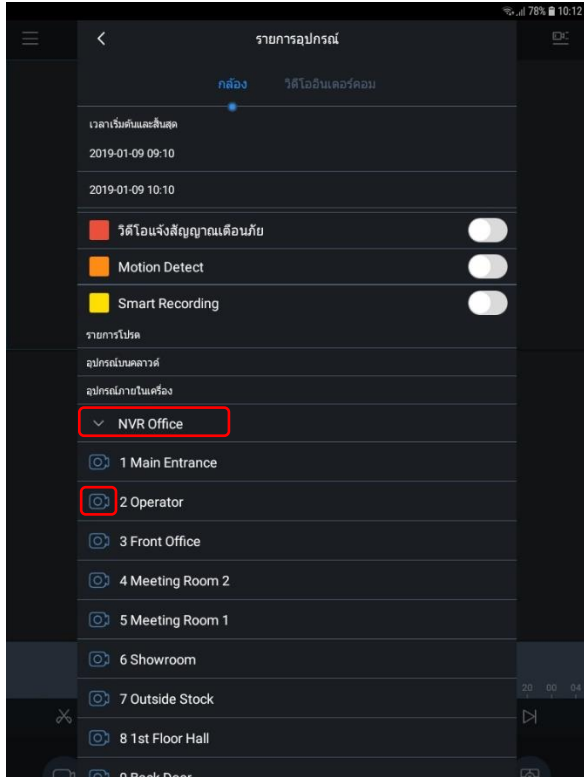 78% 10:12
รายการอุปกรณ์
กล้อง วิดีโออินเตอร์คอม
เวลาเริ่มต้นและสิ้นสุด
2019-01-09 09:10
2019-01-09 10:10
วิดีโอแจ้งสัญญาณเตือนภัย
Motion Detect
Smart Recording
รายการโปรด
อุปกรณ์บนคลาวด์
อุปกรณ์ภายในเครื่อง
NVR Office
1 Main Entrance
2 Operator
3 Front Office
4 Meeting Room 2
5 Meeting Room 1
6 Showroom
7 Outside Stock
20 00 04
8 1st Floor Hall
9 Back Door